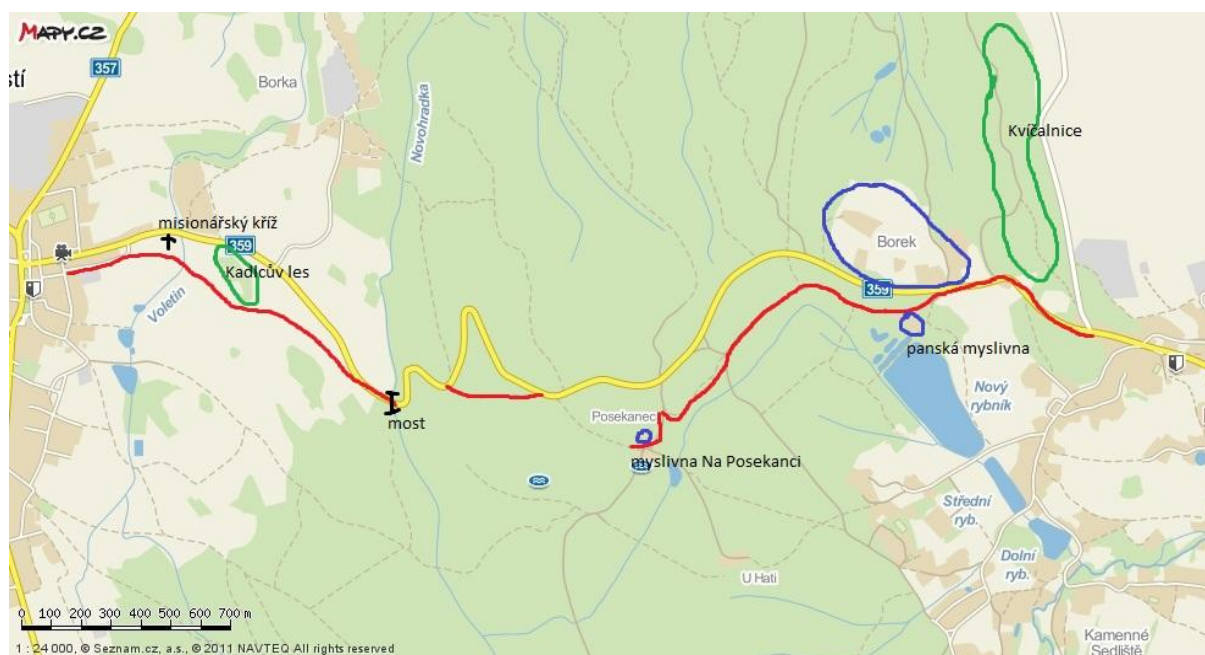 MAPY.CZ
357
stí
Borka
Novohradka
Kvíčalnice
misionářský kříž
359
Kadlcův les
Borek
Voletín
359
panská myslivna
Nový
rybník
most
Posekanec
myslivna Na Posekanci
Střední
ryb.
Dolní
ryb.
U Hati
0 100 200 300 400 500 600 700 m
Kamenné
Sedliště
1 : 24 000, © Seznam.cz, a.s., © 2011 NAVTEQ All rights reserved